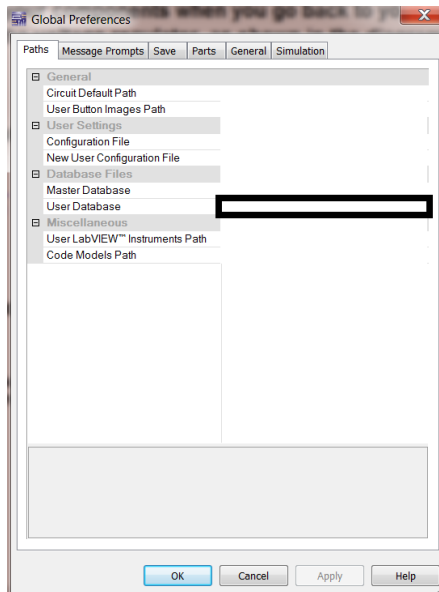 Global Preferences
Paths Message Prompts Save Parts General Simulation
General
Circuit Default Path
User Button Images Path
User Settings
Configuration File
New User Configuration File
Database Files
Master Database
User Database
Miscellaneous
User LabVIEW™ Instruments Path
Code Models Path
OK Cancel Apply Help